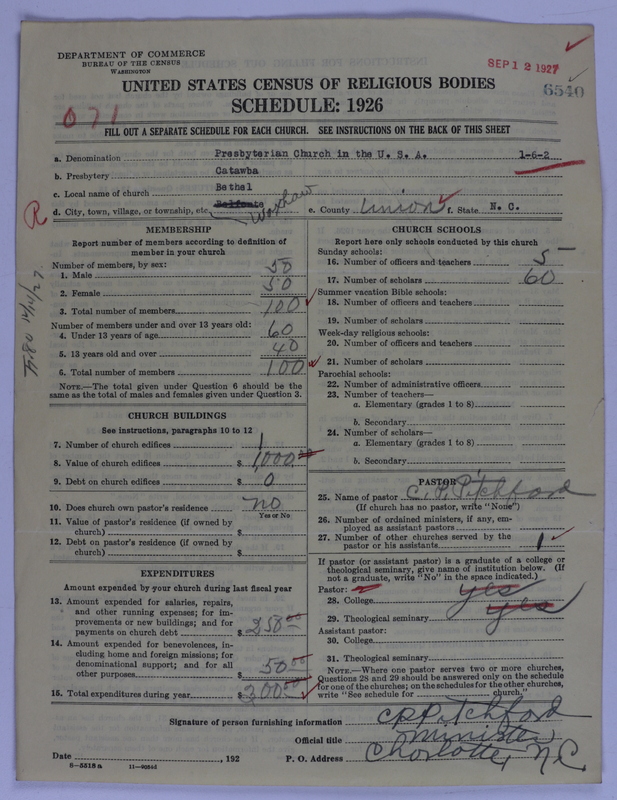 DEPARTMENT OF COMMERCE
BUREAU OF THE CENSUS
WASHINGTON
SEP 12 1927
6540
UNITED STATES CENSUS OF RELIGIOUS BODIES
SCHEDULE: 1926
071
FILL OUT A SEPARATE SCHEDULE FOR EACH CHURCH. SEE INSTRUCTIONS ON THE BACK OF THIS SHEET
a. Denomination Presbyterian Church in the U. S. A. 1-6-2
b. Presbytery Catawba
c. Local name of church Bethel
R d. City, town, village, or township, etc. Waxhaw e. County Union f. State N. C.
MEMBERSHIP
Report number of members according to definition of
member in your church
Number of members, by sex:
1. Male 50
2. Female 50
3. Total number of members 100
Number of members under and over 13 years old:
4. Under 13 years of age 60
5. 13 years old and over 40
6. Total number of members 100
NOTE.—The total given under Question 6 should be
same as the total of males and females given under Question 3.
CHURCH BUILDINGS
See instructions, paragraphs 10 to 12
7. Number of church edifices 1
8. Value of church edifices $ 1,000.00
9. Debt on church edifices $ 0
10. Does church own pastor's residence no
Yes or No
11. Value of pastor's residence (if owned by
church) $
12. Debt on pastor's residence (if owned by
church) $
EXPENDITURES
Amount expended by your church during last fiscal year
13. Amount expended for salaries, repairs,
and other running expenses; for im-
provements or new buildings; and for
payments on church debt $ 250.00
14. Amount expended for benevolences, in-
cluding home and foreign missions; for
denominational support; and for all
other purposes 50.00
15. Total expenditures during year $ 300.00
CHURCH SCHOOLS
Report here only schools conducted by this church
Sunday schools:
16. Number of officers and teachers 5
17. Number of scholars 60
Summer vacation Bible schools:
18. Number of officers and teachers
19. Number of scholars
Week-day religious schools:
20. Number of officers and teachers
21. Number of scholars
Parochial schools:
22. Number of administrative officers
23. Number of teachers—
a. Elementary (grades 1 to 8)
b. Secondary
24. Number of scholars—
a. Elementary (grades 1 to 8)
b. Secondary
PASTOR
25. Name of pastor C. P. Pitchford
(If church has no pastor, write "None")
26. Number of ordained ministers, if any, em-
ployed as assistant pastors
27. Number of other churches served by the
pastor or his assistants 1
If pastor (or assistant pastor) is a graduate of a college or
theological seminary, give name of institution below. (If
not a graduate, write "No" in the space indicated.)
Pastor:
28. College yes
29. Theological seminary yes
Assistant pastor:
30. College
31. Theological seminary
NOTE.—Where one pastor serves two or more churches,
Questions 28 and 29 should be answered only on the schedule
for one of the churches; on the schedules for the other churches,
write "See schedule for church."
Signature of person furnishing information C P Pitchford
Official title Minister
Date , 192 P. O. Address Charlotte, N.C.
6-5518 a 11-9054d